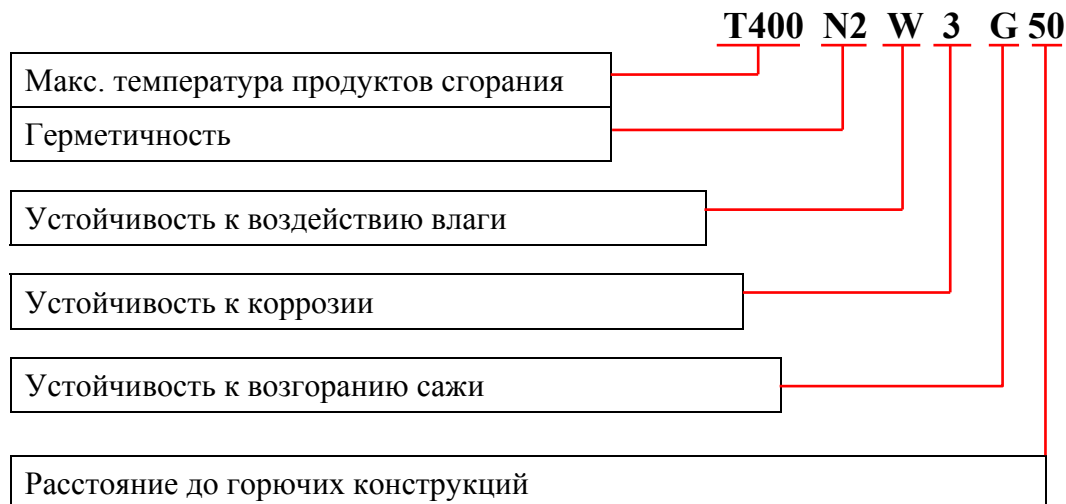 T400 N2 W 3 G 50
Макс. температура продуктов сгорания
Герметичность
Устойчивость к воздействию влаги
Устойчивость к коррозии
Устойчивость к возгоранию сажи
Расстояние до горючих конструкций